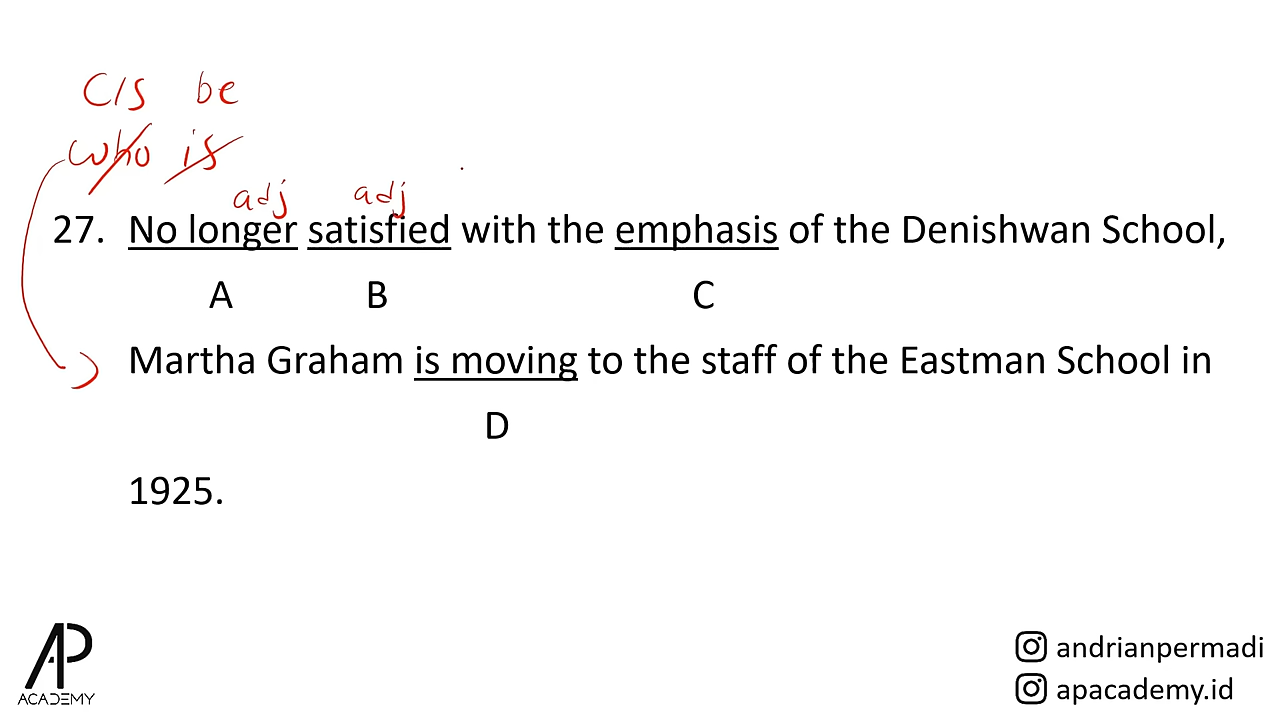 C/S be
who is
adj adj
27. No longer satisfied with the emphasis of the Denishwan School,
A B C
Martha Graham is moving to the staff of the Eastman School in
D
1925.
AP
ACADEMY
andrianpermadi
apacademy.id